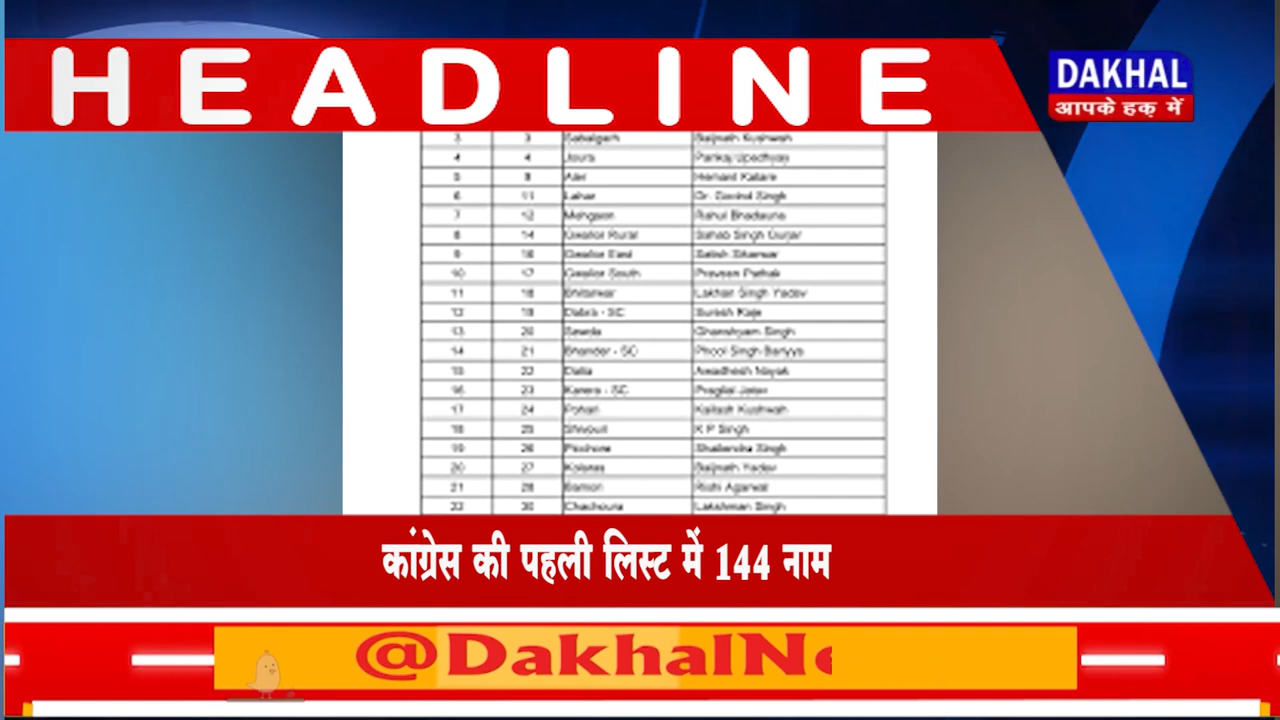 HEADLINE
DAKHAL
आपके हक़ में
3 3 Sabalgarh Baijnath Kushwah
4 4 Joura Pankaj Upadhyay
5 9 Ater Hemant Katare
6 11 Lahar Dr. Govind Singh
7 12 Mehgaon Rahul Bhadauria
8 14 Gwalior Rural Sahab Singh Gurjar
9 16 Gwalior East Satish Sikarwar
10 17 Gwalior South Praveen Pathak
11 18 Bhitarwar Lakhan Singh Yadav
12 19 Dabra - SC Suresh Raje
13 20 Sewda Ghanshyam Singh
14 21 Bhander - SC Phool Singh Bariyya
15 22 Datia Awadhesh Nayak
16 23 Karera - SC Pragilal Jatav
17 24 Pohari Kailash Kushwah
18 25 Shivpuri K P Singh
19 26 Pichhore Shailendra Singh
20 27 Kolaras Baijnath Yadav
21 28 Bamori Rishi Agarwal
22 30 Chachoura Lakshman Singh
कांग्रेस की पहली लिस्ट में 144 नाम
@DakhalNe